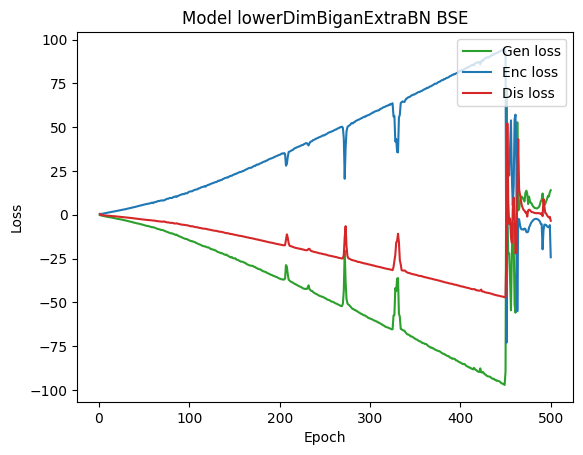 Model lowerDimBiganExtraBN BSE
Gen loss
Enc loss
Dis loss
Loss
100
75
50
25
0
−25
−50
−75
−100
0 100 200 300 400 500
Epoch